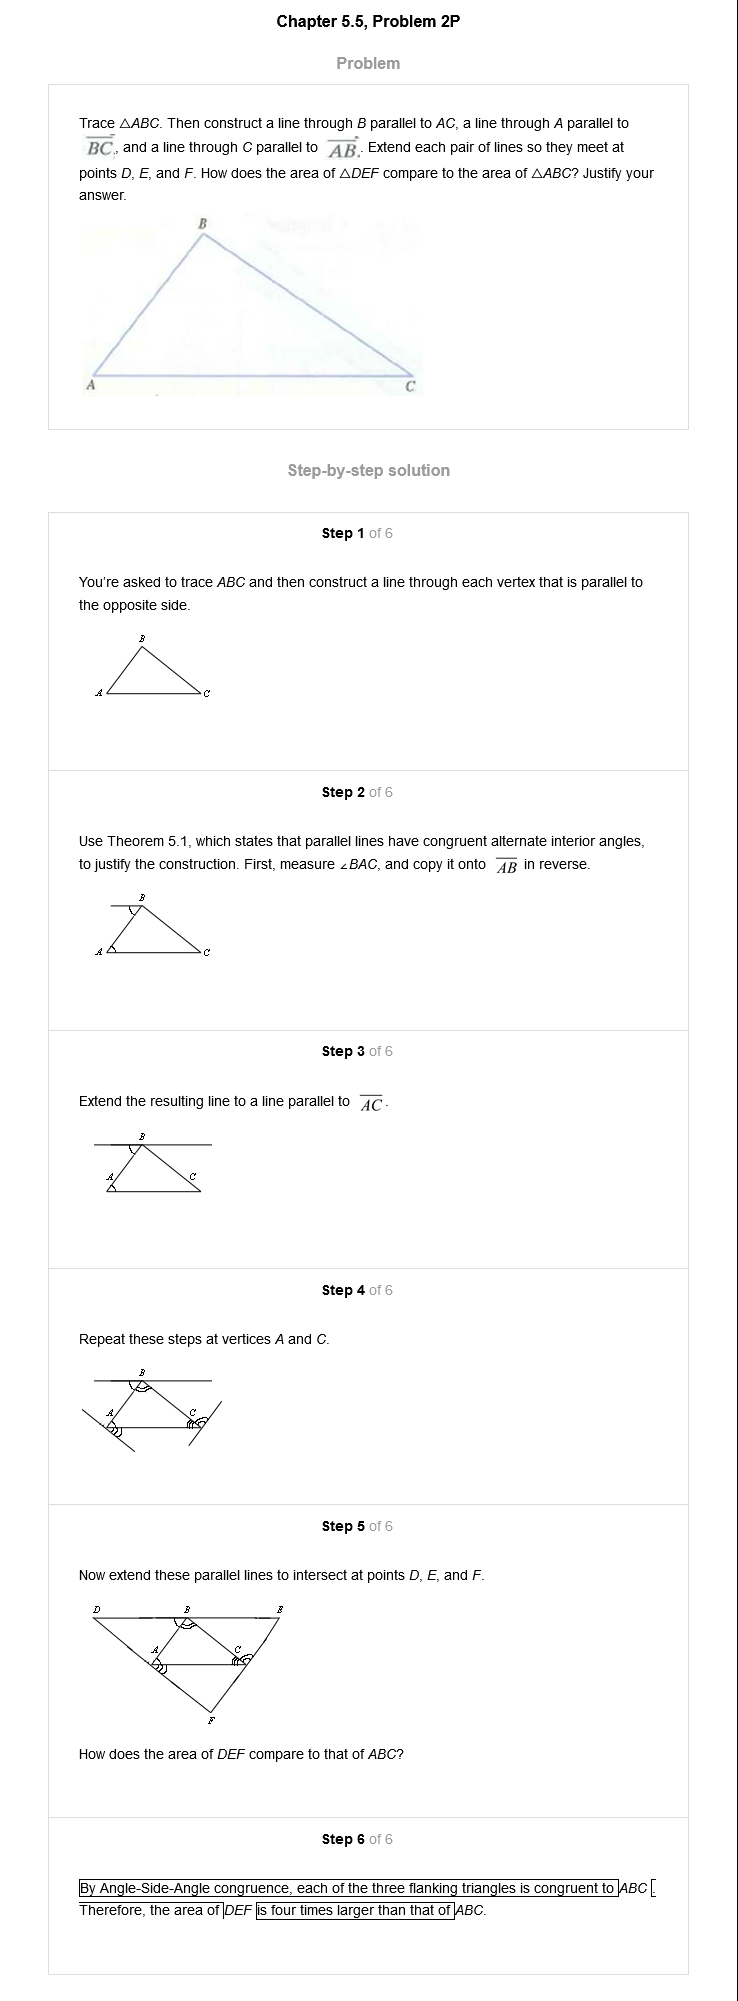 Chapter 5.5, Problem 2P
Problem
Trace △ABC. Then construct a line through B parallel to AC, a line through A parallel to
BC, and a line through C parallel to AB. Extend each pair of lines so they meet at
points D, E, and F. How does the area of △DEF compare to the area of △ABC? Justify your
answer.
B
A
C
Step-by-step solution
Step 1 of 6
You're asked to trace ABC and then construct a line through each vertex that is parallel to
the opposite side.
B
A
C
Step 2 of 6
Use Theorem 5.1, which states that parallel lines have congruent alternate interior angles,
to justify the construction. First, measure ∠BAC, and copy it onto AB in reverse.
B
A
C
Step 3 of 6
Extend the resulting line to a line parallel to AC.
B
A
C
Step 4 of 6
Repeat these steps at vertices A and C.
B
A
C
Step 5 of 6
Now extend these parallel lines to intersect at points D, E, and F.
D
B
E
A
C
F
How does the area of DEF compare to that of ABC?
Step 6 of 6
By Angle-Side-Angle congruence, each of the three flanking triangles is congruent to ABC.
Therefore, the area of DEF is four times larger than that of ABC.